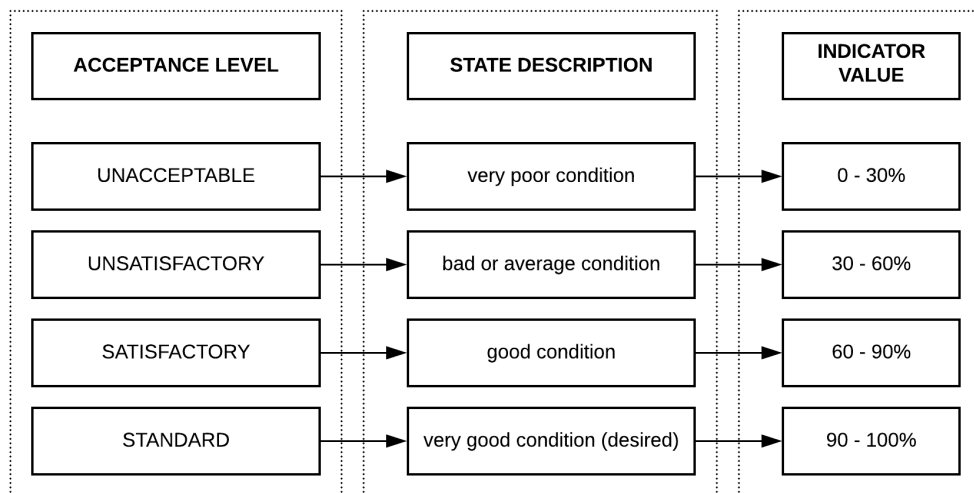 ACCEPTANCE LEVEL
STATE DESCRIPTION
INDICATOR
VALUE
UNACCEPTABLE
very poor condition
0 - 30%
UNSATISFACTORY
bad or average condition
30 - 60%
SATISFACTORY
good condition
60 - 90%
STANDARD
very good condition (desired)
90 - 100%